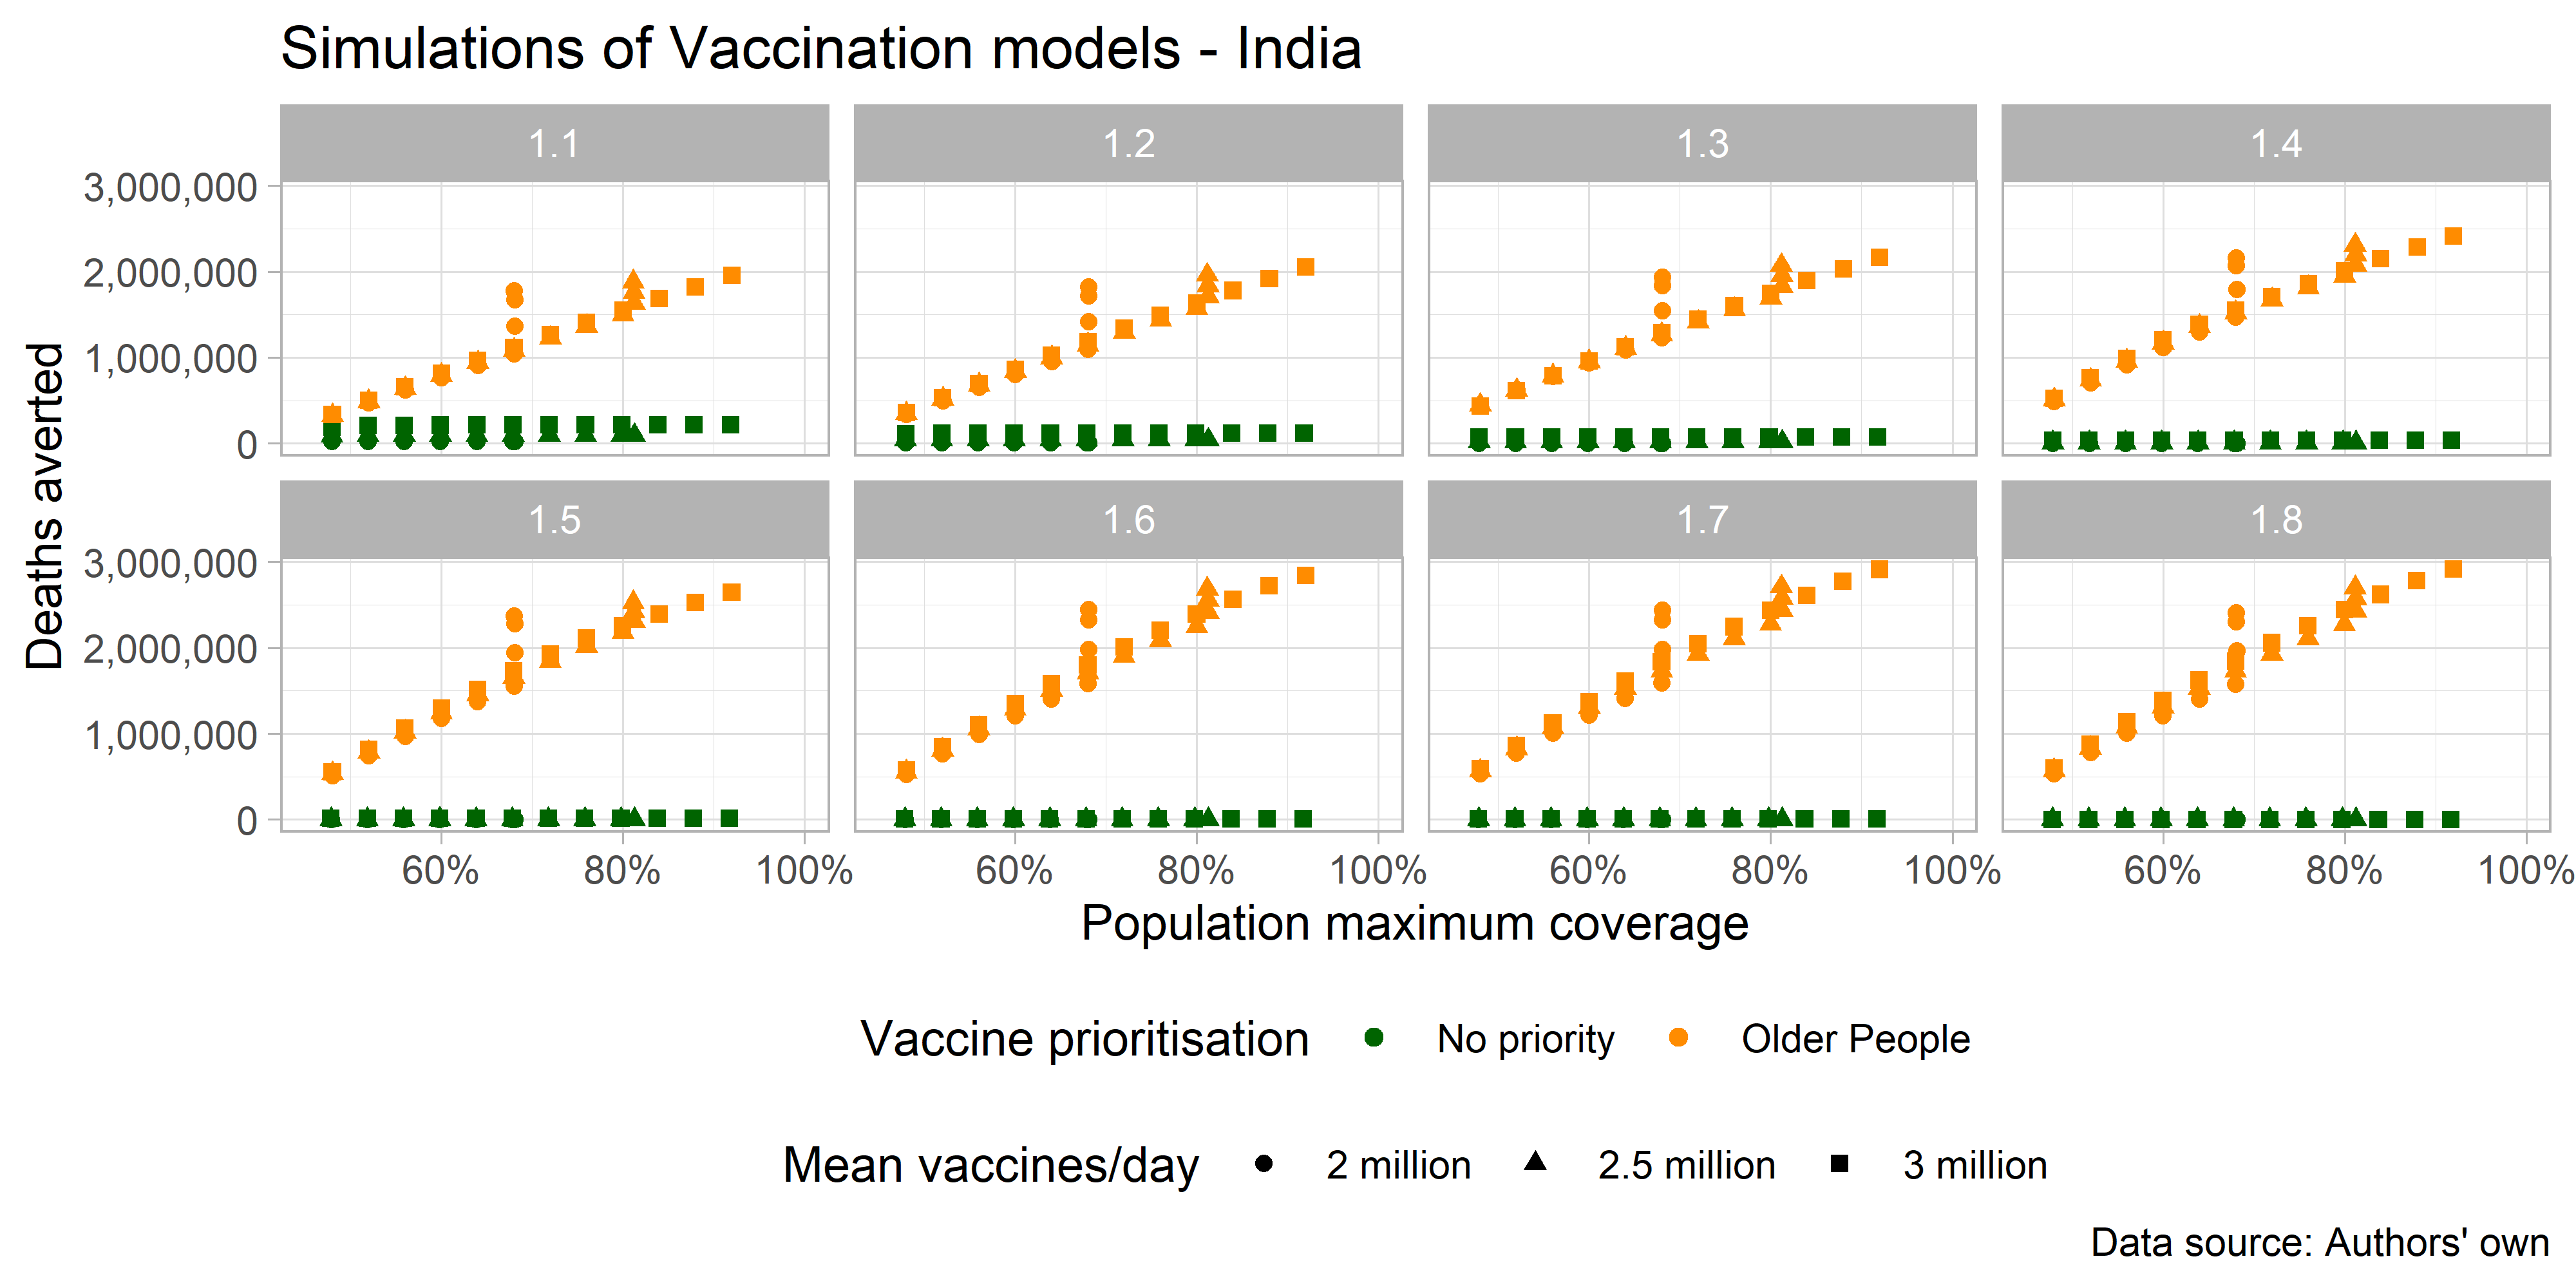 Simulations of Vaccination models - India
1.1
1.2
1.3
1.4
3,000,000
2,000,000
1,000,000
0
1.5
1.6
1.7
1.8
3,000,000
2,000,000
1,000,000
0
Deaths averted
60% 80% 100%
60% 80% 100%
60% 80% 100%
60% 80% 100%
Population maximum coverage
Vaccine prioritisation No priority Older People
Mean vaccines/day 2 million 2.5 million 3 million
Data source: Authors' own